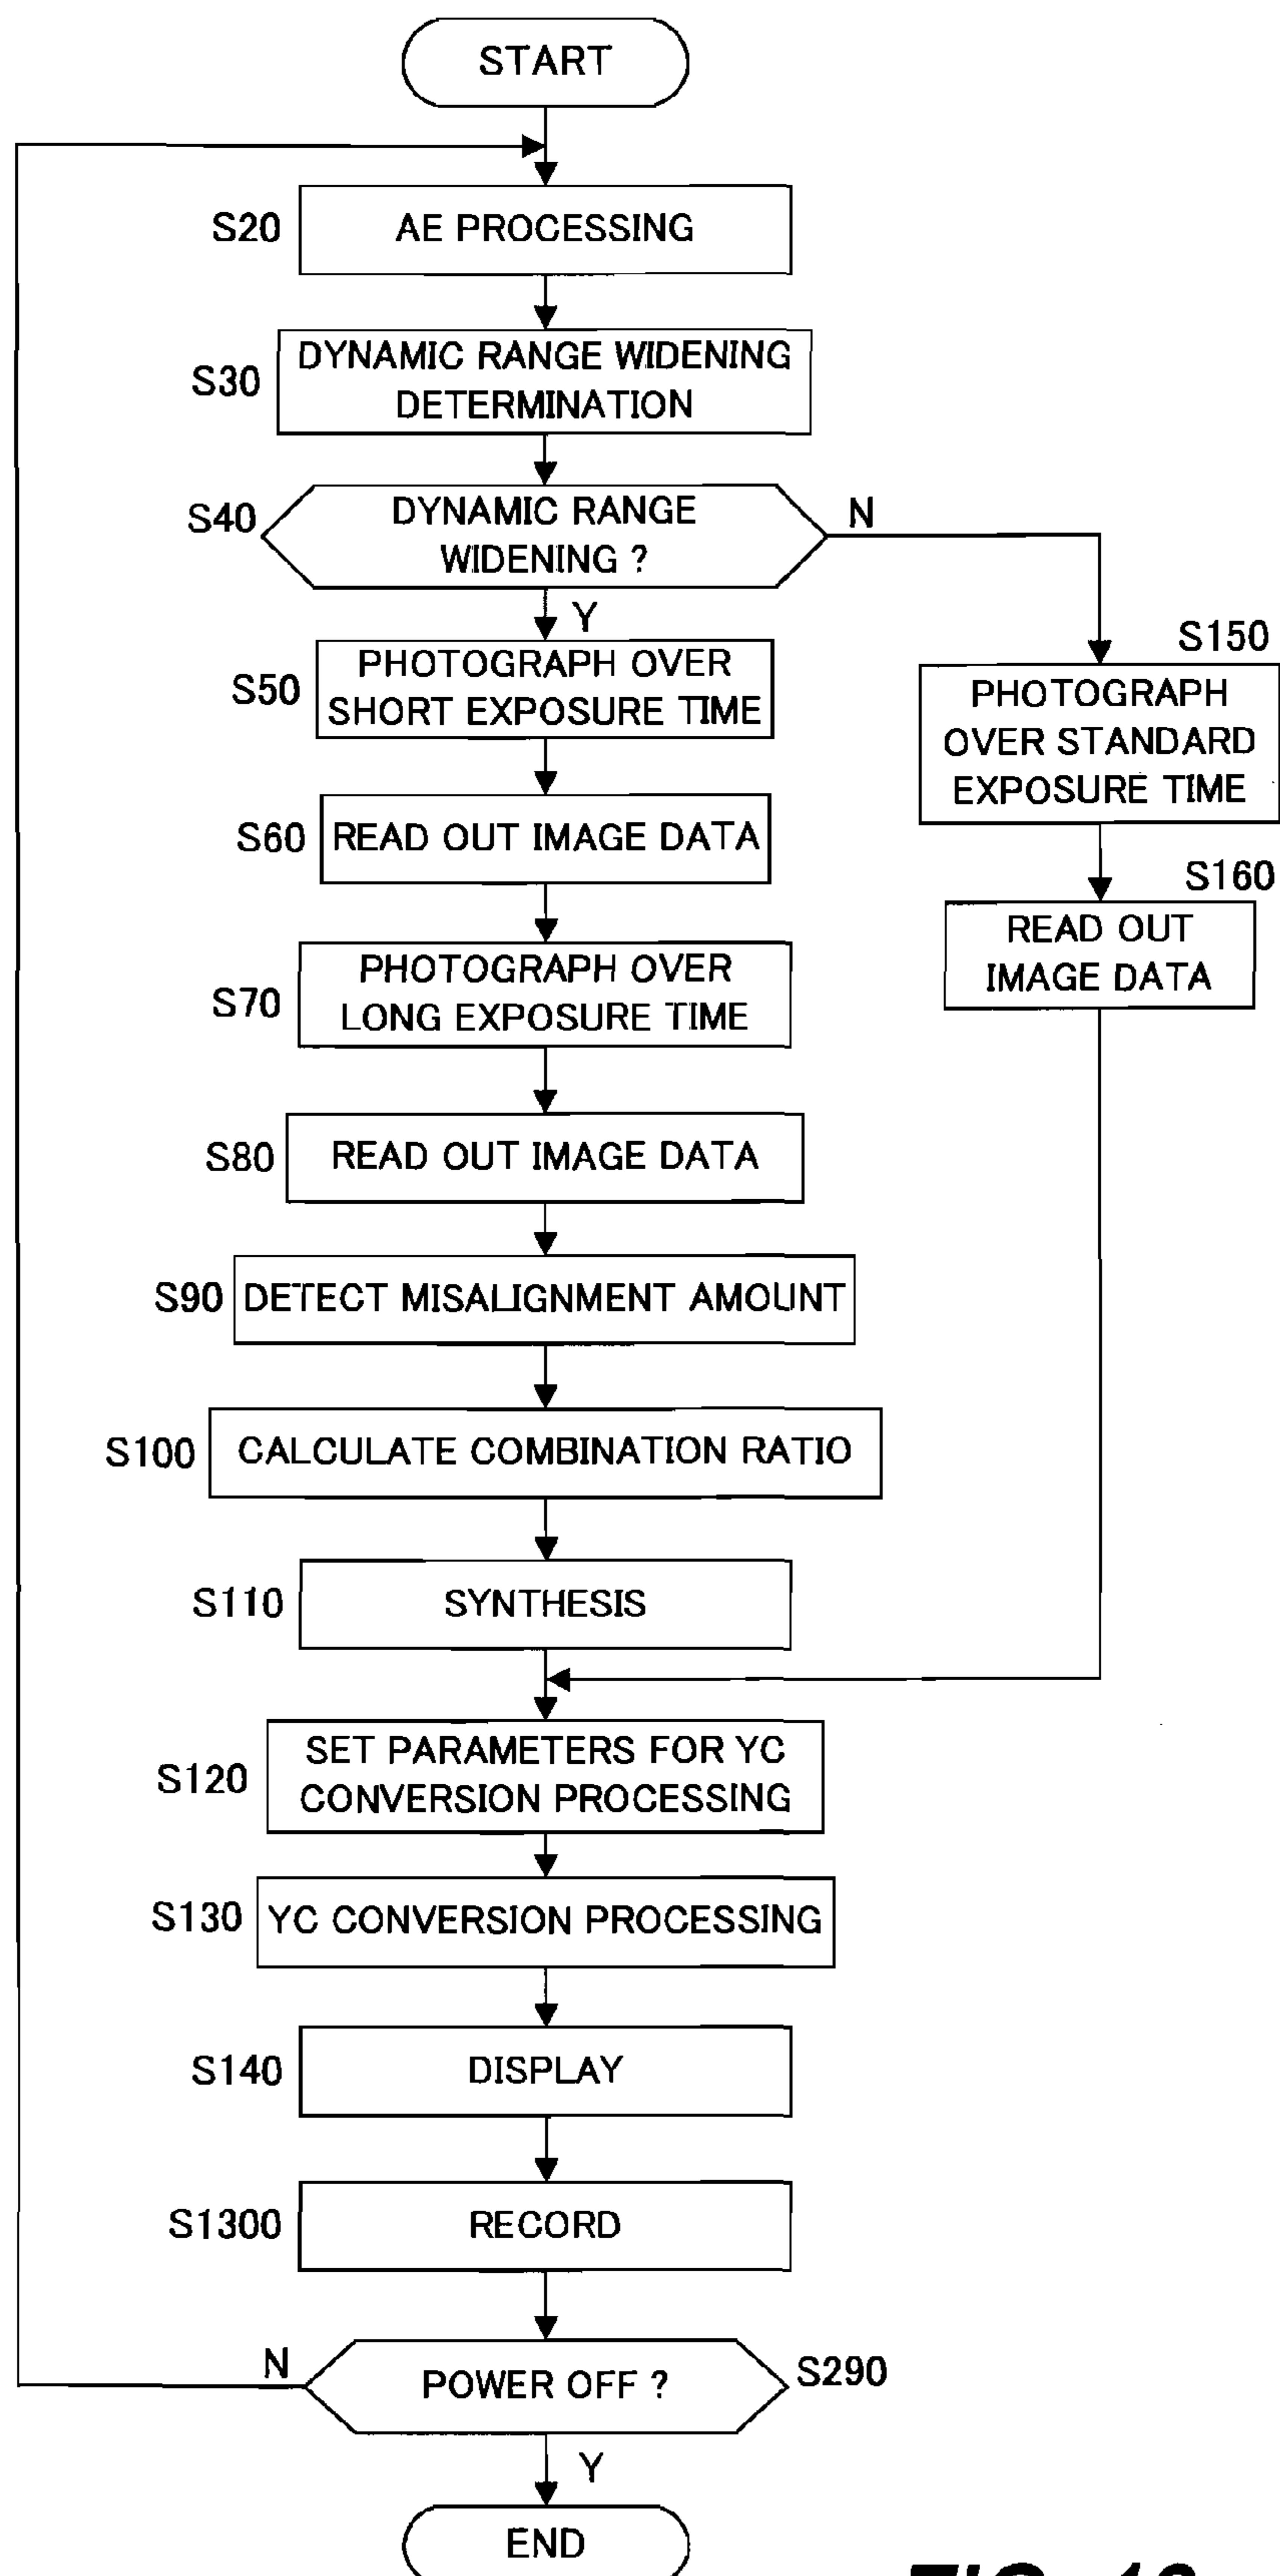 START
S20
AE PROCESSING
S30
DYNAMIC RANGE WIDENING
DETERMINATION
S40
DYNAMIC RANGE
WIDENING ?
N
Y
S50
PHOTOGRAPH OVER
SHORT EXPOSURE TIME
S150
PHOTOGRAPH
OVER STANDARD
EXPOSURE TIME
S60
READ OUT IMAGE DATA
S160
READ OUT
IMAGE DATA
S70
PHOTOGRAPH OVER
LONG EXPOSURE TIME
S80
READ OUT IMAGE DATA
S90
DETECT MISALIGNMENT AMOUNT
S100
CALCULATE COMBINATION RATIO
S110
SYNTHESIS
S120
SET PARAMETERS FOR YC
CONVERSION PROCESSING
S130
YC CONVERSION PROCESSING
S140
DISPLAY
S1300
RECORD
N
POWER OFF ?
S290
Y
END